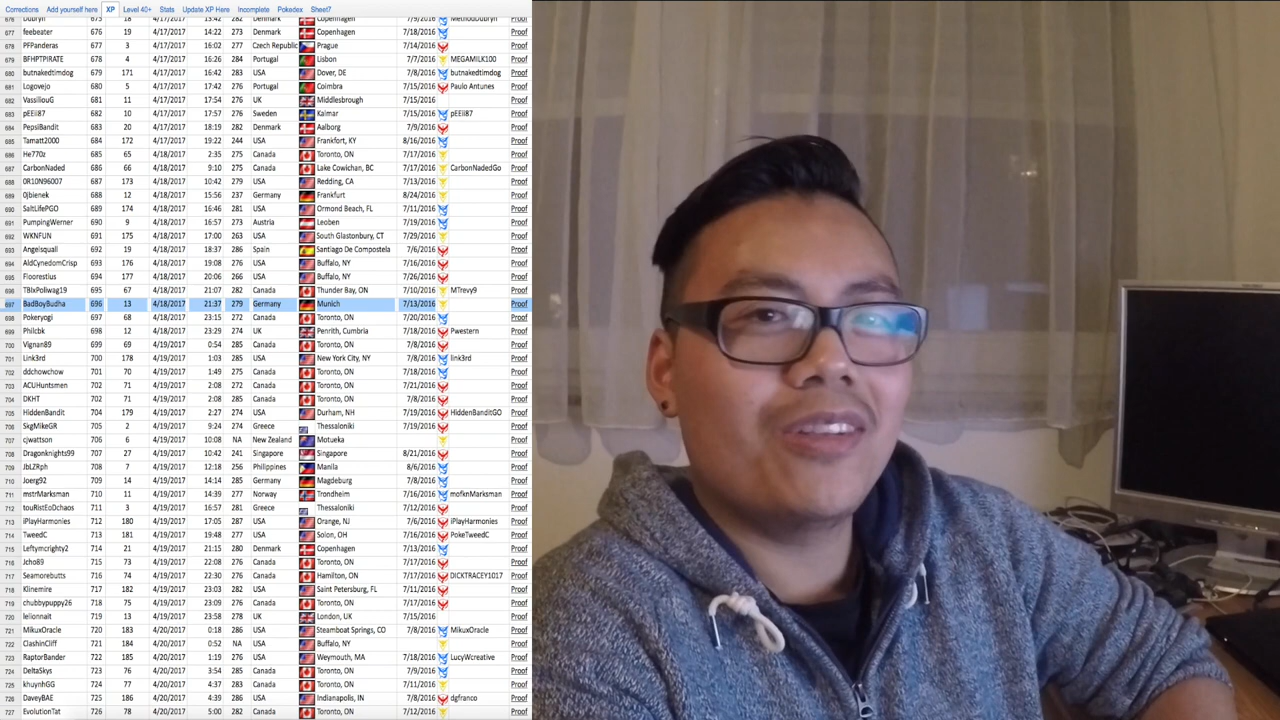 Corrections Add yourself here XP Level 40+ Stats Update XP Here Incomplete Pokedex Sheet7
676 Dubryn 675 18 4/17/2017 13:42 282 Denmark Copenhagen 7/9/2016 MethodDubryn Proof
677 feebeater 676 19 4/17/2017 14:22 273 Denmark Copenhagen 7/18/2016 Proof
678 PFPanderas 677 3 4/17/2017 16:02 277 Czech Republic Prague 7/14/2016 Proof
679 BFHPTPIRATE 678 4 4/17/2017 16:26 284 Portugal Lisbon 7/7/2016 MEGAMILK100 Proof
680 butnakedtimdog 679 171 4/17/2017 16:42 283 USA Dover, DE 7/8/2016 butnakedtimdog Proof
681 Logovejo 680 5 4/17/2017 17:42 276 Portugal Coimbra 7/15/2016 Paulo Antunes Proof
682 VassiliouG 681 11 4/17/2017 17:54 276 UK Middlesbrough 7/15/2016 Proof
683 pEEii87 682 10 4/17/2017 17:57 276 Sweden Kalmar 7/15/2016 pEEii87 Proof
684 PepsiBandit 683 20 4/17/2017 18:19 282 Denmark Aalborg 7/9/2016 Proof
685 Tamatt2000 684 172 4/17/2017 19:22 244 USA Frankfort, KY 8/16/2016 Proof
686 He770z 685 65 4/18/2017 2:35 275 Canada Toronto, ON 7/17/2016 Proof
687 CarbonNaded 686 66 4/18/2017 9:10 275 Canada Lake Cowichan, BC 7/17/2016 CarbonNadedGo Proof
688 0R10N96007 687 173 4/18/2017 10:42 279 USA Redding, CA 7/13/2016 Proof
689 0jbienek 688 12 4/18/2017 15:56 237 Germany Frankfurt 8/24/2016 Proof
690 SaltLifePGO 689 174 4/18/2017 15:46 281 USA Ormond Beach, FL 7/11/2016 Proof
691 PumpingWerner 690 9 4/18/2017 16:57 273 Austria Leoben 7/19/2016 Proof
692 WKNFUN 691 175 4/18/2017 17:00 263 USA South Glastonbury, CT 7/29/2016 Proof
693 Angelsquall 692 19 4/18/2017 18:37 286 Spain Santiago De Compostela 7/6/2016 Proof
694 AldCynedomCrisp 693 176 4/18/2017 19:08 276 USA Buffalo, NY 7/16/2016 Proof
695 Floorestius 694 177 4/18/2017 20:06 266 USA Buffalo, NY 7/26/2016 Proof
696 TBIxPoliwag19 695 67 4/18/2017 21:07 282 Canada Thunder Bay, ON 7/10/2016 MTrevy9 Proof
697 BadBoyBudha 696 13 4/18/2017 21:37 279 Germany Munich 7/13/2016 Proof
698 Pokeryogi 697 68 4/18/2017 23:15 272 Canada Toronto, ON 7/20/2016 Proof
699 Philcbk 698 12 4/18/2017 23:29 274 UK Penrith, Cumbria 7/18/2016 Pwestern Proof
700 Vignan89 699 69 4/19/2017 0:54 285 Canada Toronto, ON 7/8/2016 Proof
701 Link3rd 700 178 4/19/2017 1:03 285 USA New York City, NY 7/8/2016 link3rd Proof
702 ddchowchow 701 70 4/19/2017 1:49 275 Canada Toronto, ON 7/18/2016 Proof
703 ACUHuntsmen 702 71 4/19/2017 2:08 272 Canada Toronto, ON 7/21/2016 Proof
704 DKHT 704 71 4/19/2017 2:08 285 Canada Toronto, ON 7/8/2016 Proof
705 HiddenBandit 704 179 4/19/2017 2:27 274 USA Durham, NH 7/19/2016 HiddenBanditGO Proof
706 SkgMikeGR 705 2 4/19/2017 9:24 274 Greece Thessaloniki 7/19/2016 Proof
707 cjwattson 706 6 4/19/2017 10:08 NA New Zealand Motueka Proof
708 Dragonknights99 707 27 4/19/2017 10:42 241 Singapore Singapore 8/21/2016 Proof
709 JbLZRph 708 7 4/19/2017 12:18 256 Philippines Manila 8/6/2016 Proof
710 Joerg92 709 14 4/19/2017 14:14 285 Germany Magdeburg 7/8/2016 Proof
711 mstrMarksman 710 11 4/19/2017 14:39 277 Norway Trondheim 7/16/2016 mofknMarksman Proof
712 touRistEoDchaos 711 3 4/19/2017 16:57 281 Greece Thessaloniki 7/12/2016 Proof
713 iPlayHarmonies 712 180 4/19/2017 17:05 287 USA Orange, NJ 7/6/2016 iPlayHarmonies Proof
714 TweedC 713 181 4/19/2017 19:48 277 USA Solon, OH 7/16/2016 PokeTweedC Proof
715 Leftymcrighty2 714 21 4/19/2017 21:15 280 Denmark Copenhagen 7/13/2016 Proof
716 Jcho89 715 73 4/19/2017 22:08 276 Canada Toronto, ON 7/17/2016 Proof
717 Seamorebutts 716 74 4/19/2017 22:30 276 Canada Hamilton, ON 7/17/2016 DICKTRACEY1017 Proof
718 Klinemire 717 182 4/19/2017 23:03 282 USA Saint Petersburg, FL 7/11/2016 Proof
719 chubbypuppy26 718 75 4/19/2017 23:09 276 Canada Toronto, ON 7/17/2016 Proof
720 lelionnait 719 13 4/19/2017 23:58 278 UK London, UK 7/15/2016 Proof
721 MikuxOracle 720 183 4/20/2017 0:18 286 USA Steamboat Springs, CO 7/8/2016 MikuxOracle Proof
722 ClashinCliff 721 184 4/20/2017 0:52 NA USA Buffalo, NY Proof
723 RaptorBander 722 185 4/20/2017 1:19 276 USA Weymouth, MA 7/18/2016 LucyWcreative Proof
724 DeltaSkys 723 76 4/20/2017 3:54 285 Canada Toronto, ON 7/9/2016 Proof
725 khuynhGG 724 77 4/20/2017 4:37 283 Canada Toronto, ON 7/11/2016 Proof
726 DaveyBAE 725 186 4/20/2017 4:39 286 USA Indianapolis, IN 7/8/2016 dgfranco Proof
727 EvolutionTat 726 78 4/20/2017 5:00 282 Canada Toronto, ON 7/12/2016 Proof